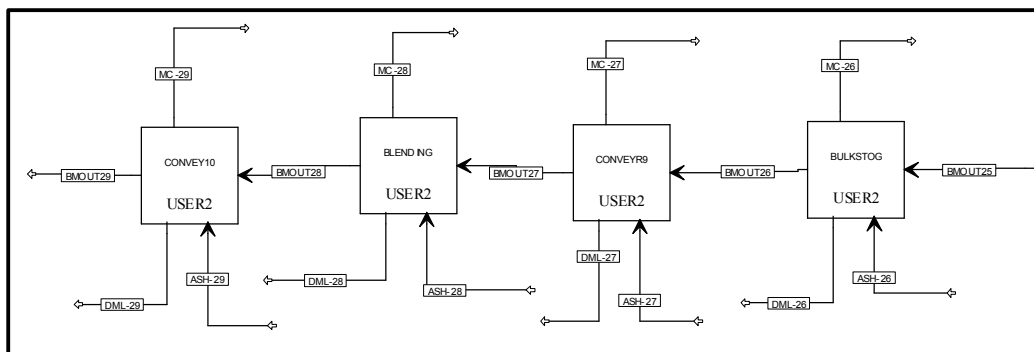 MC-29
MC-28
MC-27
MC-26
CONVEY10
USER2
BLENDING
USER2
CONVEYR9
USER2
BULKSTOG
USER2
BMOUT29
BMOUT28
BMOUT27
BMOUT26
BMOUT25
DML-29
ASH-29
DML-28
ASH-28
DML-27
ASH-27
DML-26
ASH-26